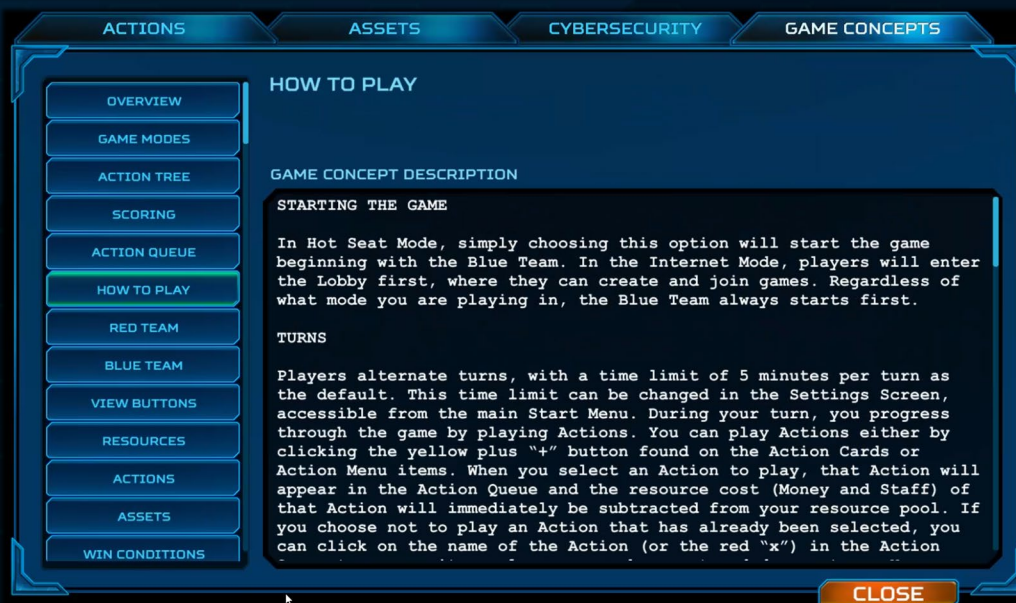 ACTIONS
ASSETS
CYBERSECURITY
GAME CONCEPTS
OVERVIEW
GAME MODES
ACTION TREE
SCORING
ACTION QUEUE
HOW TO PLAY
RED TEAM
BLUE TEAM
VIEW BUTTONS
RESOURCES
ACTIONS
ASSETS
WIN CONDITIONS
HOW TO PLAY
GAME CONCEPT DESCRIPTION
STARTING THE GAME
In Hot Seat Mode, simply choosing this option will start the game
beginning with the Blue Team. In the Internet Mode, players will enter
the Lobby first, where they can create and join games. Regardless of
what mode you are playing in, the Blue Team always starts first.
TURNS
Players alternate turns, with a time limit of 5 minutes per turn as
the default. This time limit can be changed in the Settings Screen,
accessible from the main Start Menu. During your turn, you progress
through the game by playing Actions. You can play Actions either by
clicking the yellow plus “+” button found on the Action Cards or
Action Menu items. When you select an Action to play, that Action will
appear in the Action Queue and the resource cost (Money and Staff) of
that Action will immediately be subtracted from your resource pool. If
you choose not to play an Action that has already been selected, you
can click on the name of the Action (or the red “x”) in the Action
CLOSE